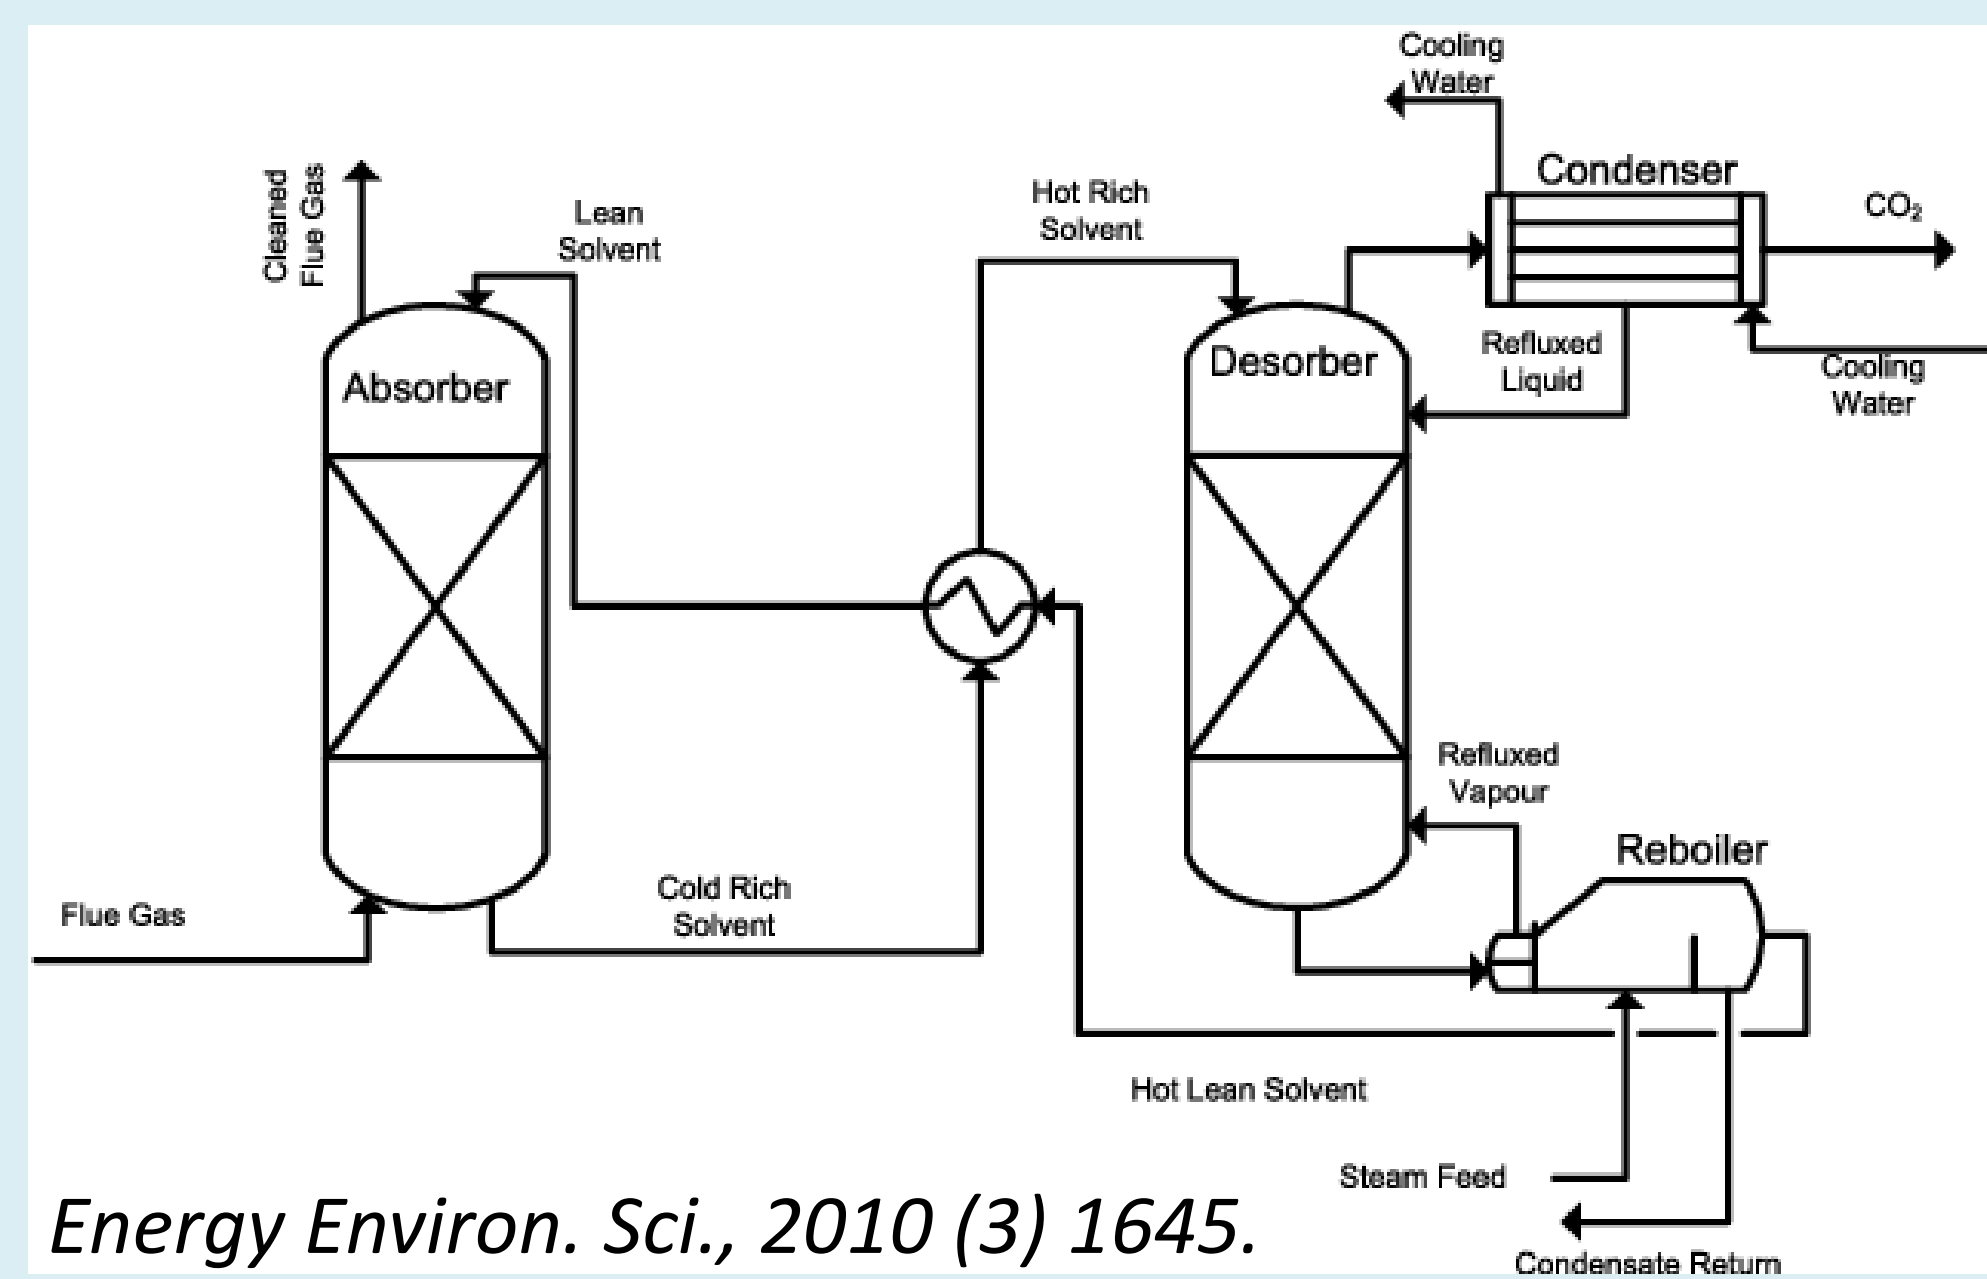 Cooling
Water
Condenser
CO₂
Cleaned
Flue Gas
Lean
Solvent
Hot Rich
Solvent
Absorber
Desorber
Refluxed
Liquid
Cooling
Water
Refluxed
Vapour
Reboiler
Flue Gas
Cold Rich
Solvent
Hot Lean Solvent
Steam Feed
Condensate Return
Energy Environ. Sci., 2010 (3) 1645.